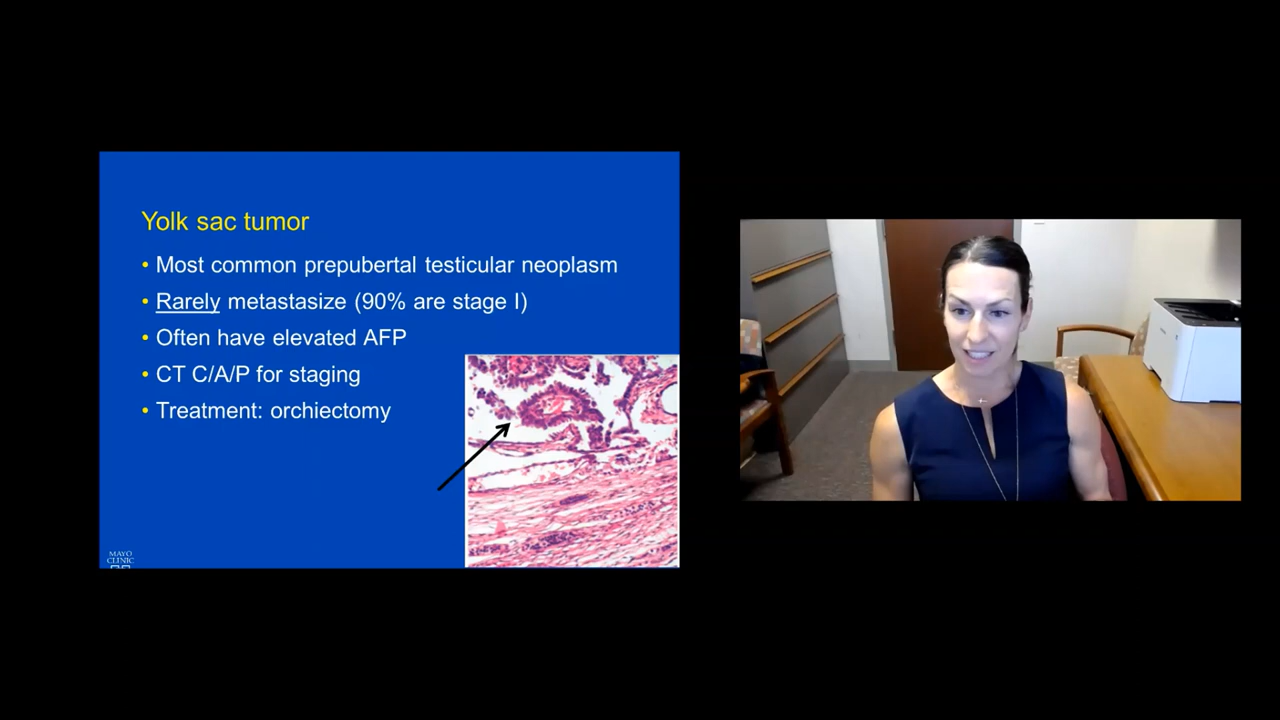 Yolk sac tumor
• Most common prepubertal testicular neoplasm
• Rarely metastasize (90% are stage I)
• Often have elevated AFP
• CT C/A/P for staging
• Treatment: orchiectomy
MAYO
CLINIC